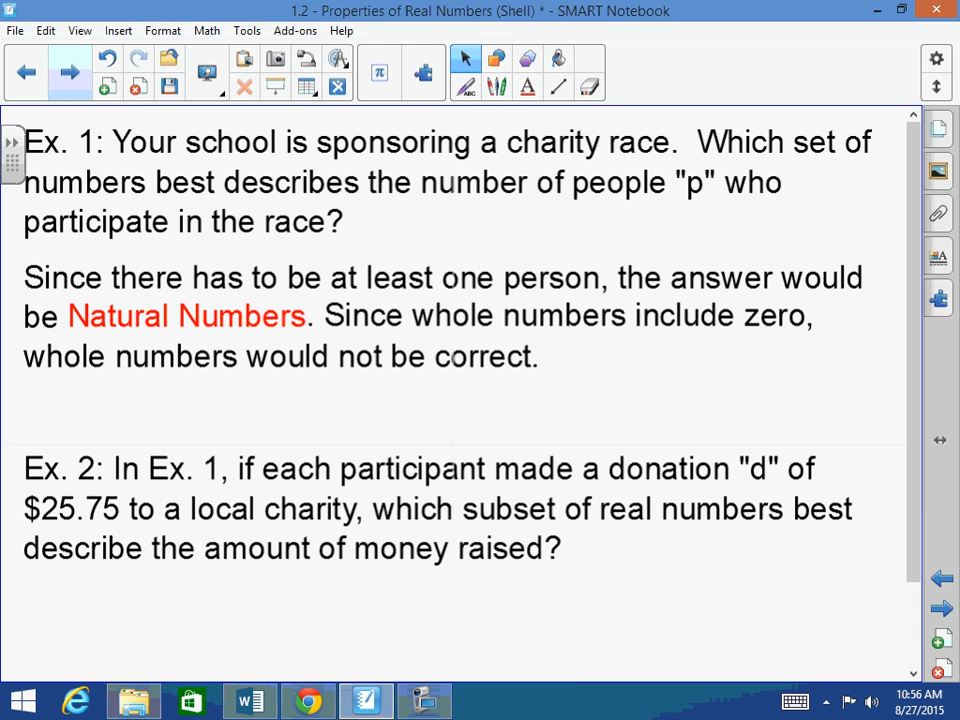 1.2 - Properties of Real Numbers (Shell) * - SMART Notebook
File Edit View Insert Format Math Tools Add-ons Help
Ex. 1: Your school is sponsoring a charity race. Which set of
numbers best describes the number of people "p" who
participate in the race?
Since there has to be at least one person, the answer would
be Natural Numbers. Since whole numbers include zero,
whole numbers would not be correct.
Ex. 2: In Ex. 1, if each participant made a donation "d" of
$25.75 to a local charity, which subset of real numbers best
describe the amount of money raised?
10:56 AM
8/27/2015